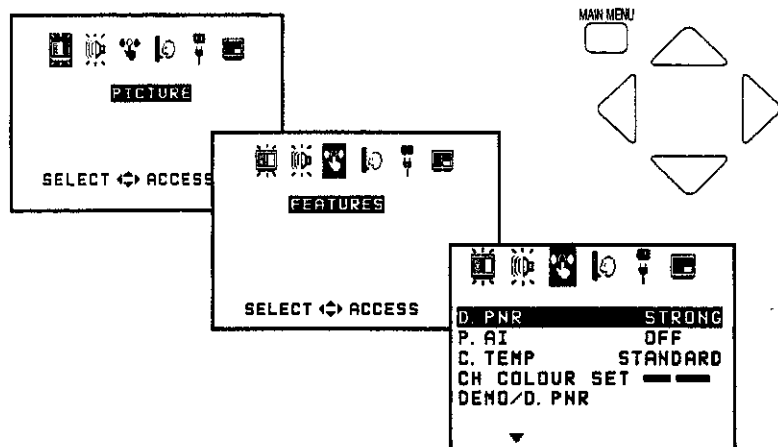 MAIN MENU
PICTURE
SELECT ACCESS
FEATURES
SELECT ACCESS
D. PNR STRONG
P. AI OFF
C. TEMP STANDARD
CH COLOUR SET
DEMO/D. PNR